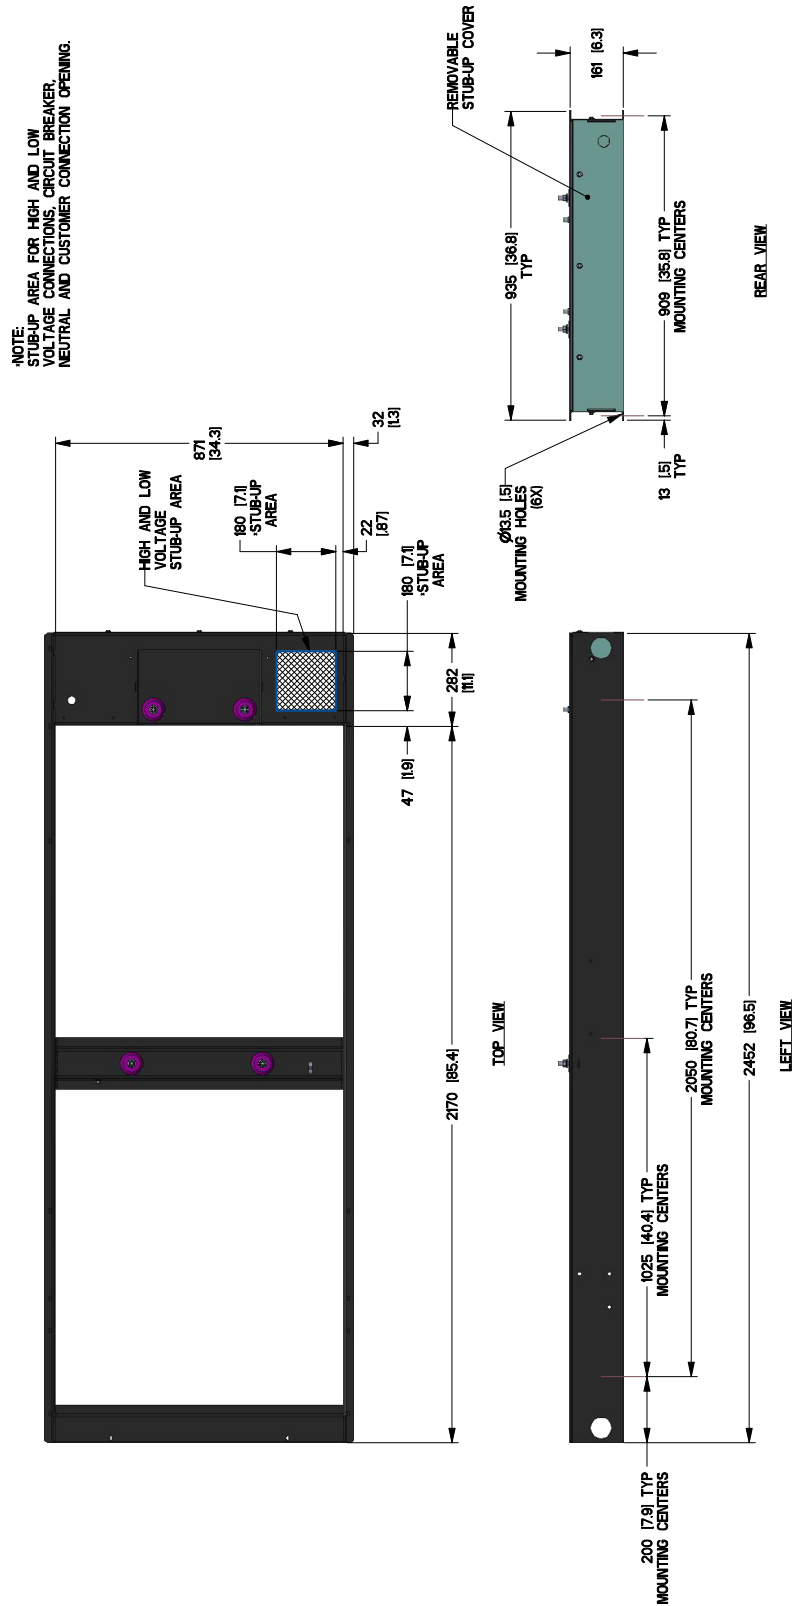 *NOTE:
STUB-UP AREA FOR HIGH AND LOW
VOLTAGE CONNECTIONS, CIRCUIT BREAKER,
NEUTRAL AND CUSTOMER CONNECTION OPENING.
871
[34.3]
32
[1.3]
HIGH AND LOW
VOLTAGE
STUB-UP AREA
180 [7.1]
*STUB-UP
AREA
22
[.87]
180 [7.1]
*STUB-UP
AREA
282
[11.1]
47 [1.9]
2170 [85.4]
TOP VIEW
REMOVABLE
STUB-UP COVER
161 [6.3]
935 [36.8]
TYP
909 [35.8] TYP
MOUNTING CENTERS
Ø13.5 [.5]
MOUNTING HOLES
(6X)
13 [.5]
TYP
REAR VIEW
2050 [80.7] TYP
MOUNTING CENTERS
2452 [96.5]
1025 [40.4] TYP
MOUNTING CENTERS
200 [7.9] TYP
MOUNTING CENTERS
LEFT VIEW